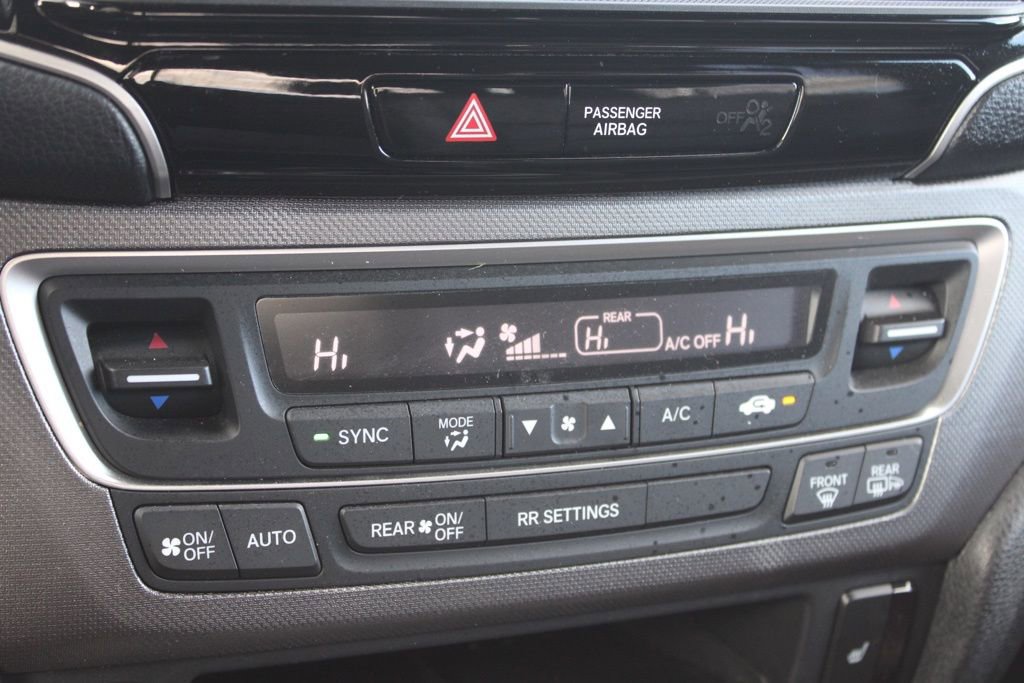 PASSENGER
AIRBAG
OFF
2
REAR
Hi
Hi
A/C OFF
Hi
SYNC
MODE
A/C
FRONT
REAR
ON/
OFF
AUTO
REAR
ON/
OFF
RR SETTINGS